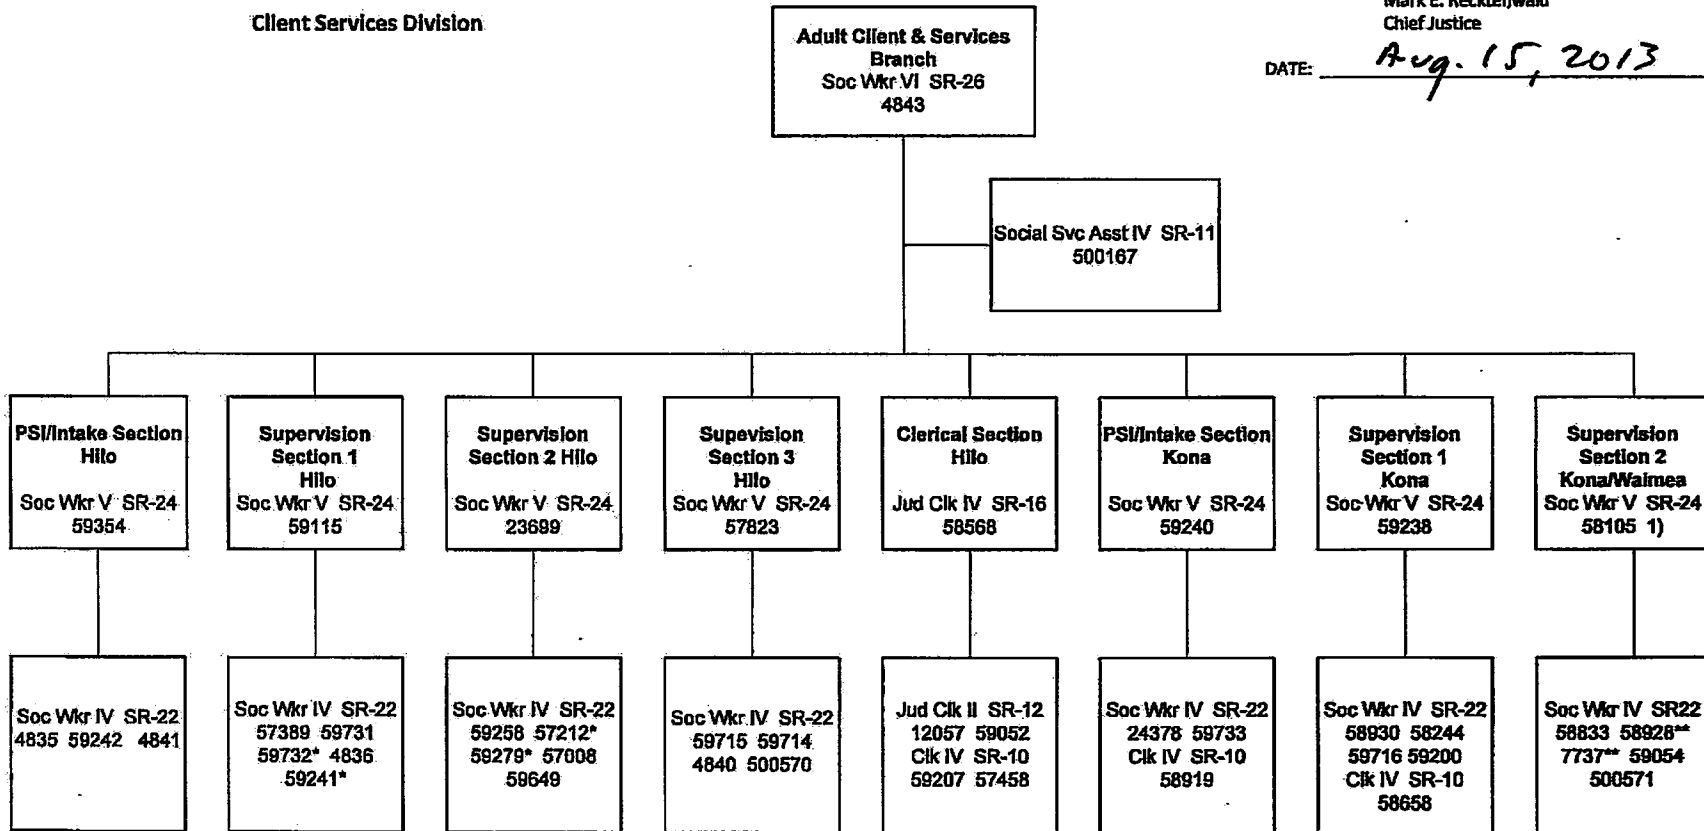 Client Services Division
Mark E. Recktenwald
Chief Justice
DATE: Aug. 15, 2013
Adult Client & Services
Branch
Soc Wkr VI SR-26
4843
Social Svc Asst IV SR-11
500167
PSI/Intake Section
Hilo
Soc Wkr V SR-24
59354
Supervision
Section 1
Hilo
Soc Wkr V SR-24
59115
Supervision
Section 2 Hilo
Soc Wkr V SR-24
23699
Supevision
Section 3
Hilo
Soc Wkr V SR-24
57823
Clerical Section
Hilo
Jud Clk IV SR-16
58568
PSI/Intake Section
Kona
Soc Wkr V SR-24
59240
Supervision
Section 1
Kona
Soc Wkr V SR-24
59238
Supervision
Section 2
Kona/Waimea
Soc Wkr V SR-24
58105 1)
Soc Wkr IV SR-22
4835 59242 4841
Soc Wkr IV SR-22
57389 59731
59732* 4836
59241*
Soc Wkr IV SR-22
59258 57212*
59279* 57008
59649
Soc Wkr IV SR-22
59715 59714
4840 500570
Jud Clk II SR-12
12057 59052
Clk IV SR-10
59207 57458
Soc Wkr IV SR-22
24378 59733
Clk IV SR-10
58919
Soc Wkr IV SR-22
58930 58244
59716 59200
Clk IV SR-10
58658
Soc Wkr IV SR22
58833 58928**
7737** 59054
500571